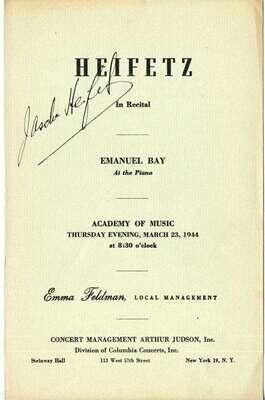 HEIFETZ
Jascha Heifetz
In Recital
EMANUEL BAY
At the Piano
ACADEMY OF MUSIC
THURSDAY EVENING, MARCH 23, 1944
at 8:30 o'clock
Emma Feldman, LOCAL MANAGEMENT
CONCERT MANAGEMENT ARTHUR JUDSON, Inc.
Division of Columbia Concerts, Inc.
Steinway Hall 113 West 57th Street New York 19, N. Y.